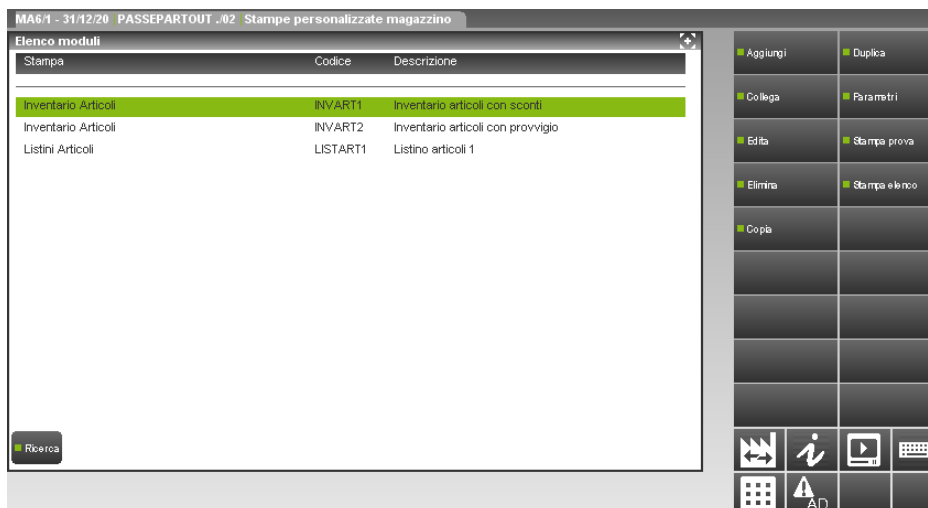 MA6/1 - 31/12/20 PASSEPARTOUT ./02 Stampe personalizzate magazzino
Elenco moduli
Stampa Codice Descrizione
Inventario Articoli INVART1 Inventario articoli con sconti
Inventario Articoli INVART2 Inventario articoli con provvigio
Listini Articoli LISTART1 Listino articoli 1
Ricerca
Aggiungi Duplica
Collega Parametri
Edita Stampa prova
Elimina Stampa elenco
Copia
AD